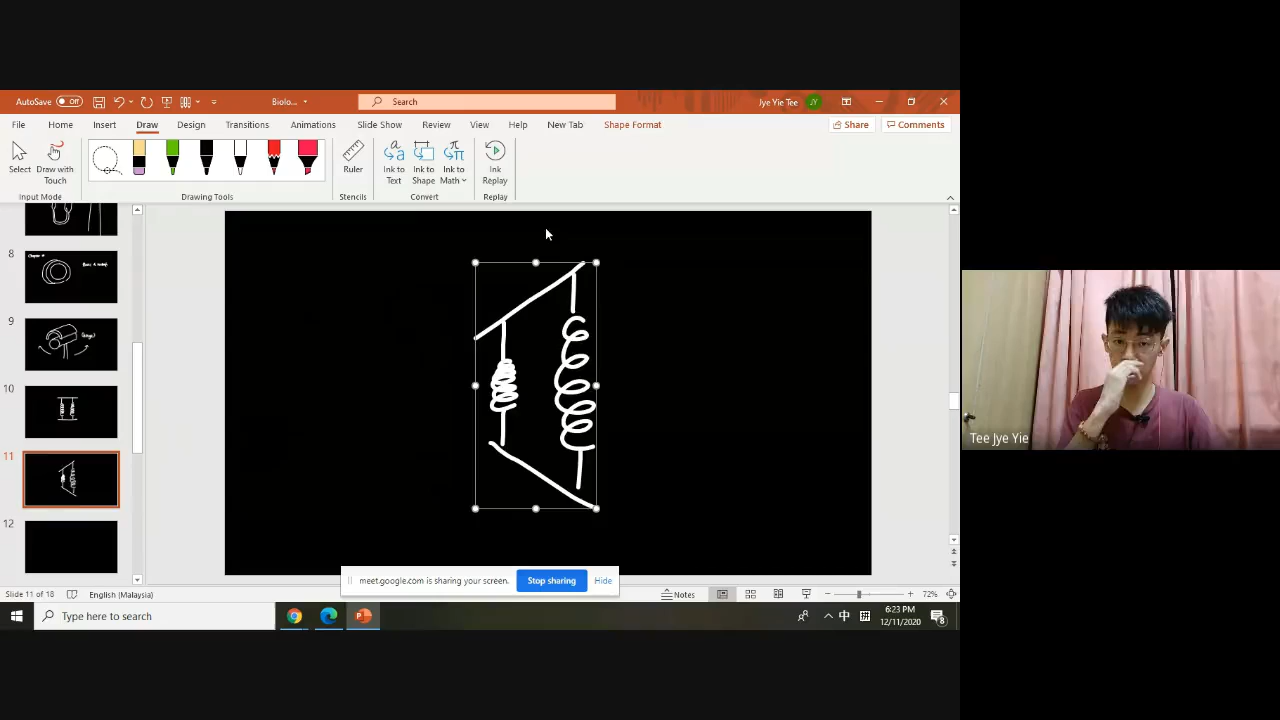 AutoSave Off Biolo... Search Jye Yie Tee JY
File Home Insert Draw Design Transitions Animations Slide Show Review View Help New Tab Shape Format Share Comments
Select Draw with Touch Ruler Ink to Text Ink to Shape Ink to Math Ink Replay
Input Mode Drawing Tools Stencils Convert Replay
8
9
10
11
12
Tee Jye Yie
meet.google.com is sharing your screen. Stop sharing Hide
Slide 11 of 18 English (Malaysia) Notes 72%
Type here to search 中 6:23 PM
12/11/2020 8